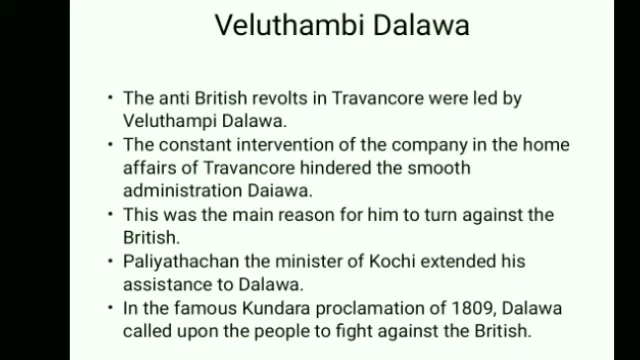 Veluthambi Dalawa
• The anti British revolts in Travancore were led by
Veluthampi Dalawa.
• The constant intervention of the company in the home
affairs of Travancore hindered the smooth
administration Daiawa.
• This was the main reason for him to turn against the
British.
• Paliyathachan the minister of Kochi extended his
assistance to Dalawa.
• In the famous Kundara proclamation of 1809, Dalawa
called upon the people to fight against the British.